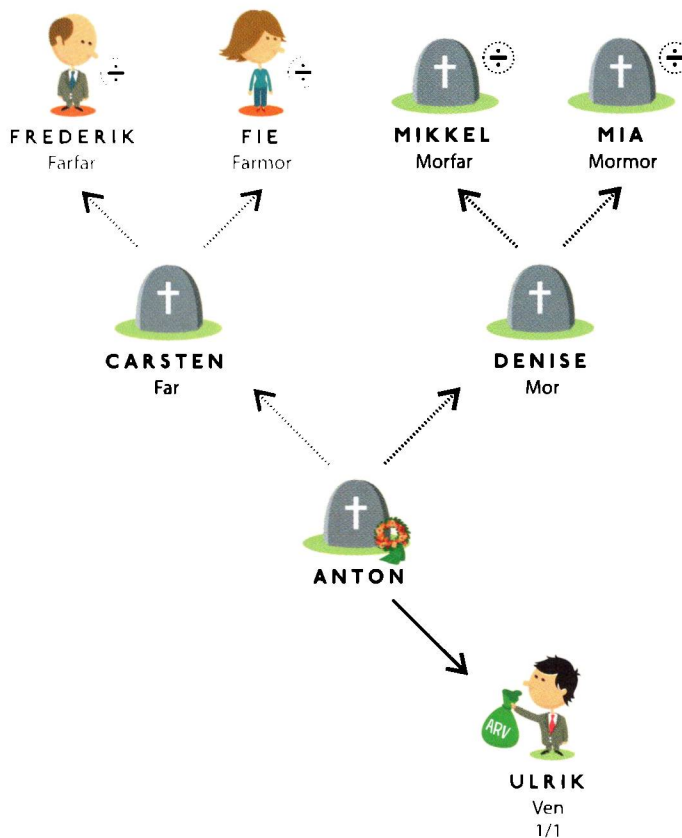 FREDERIK
Farfar
FIE
Farmor
MIKKEL
Morfar
MIA
Mormor
CARSTEN
Far
DENISE
Mor
ANTON
ARV
ULRIK
Ven
1/1